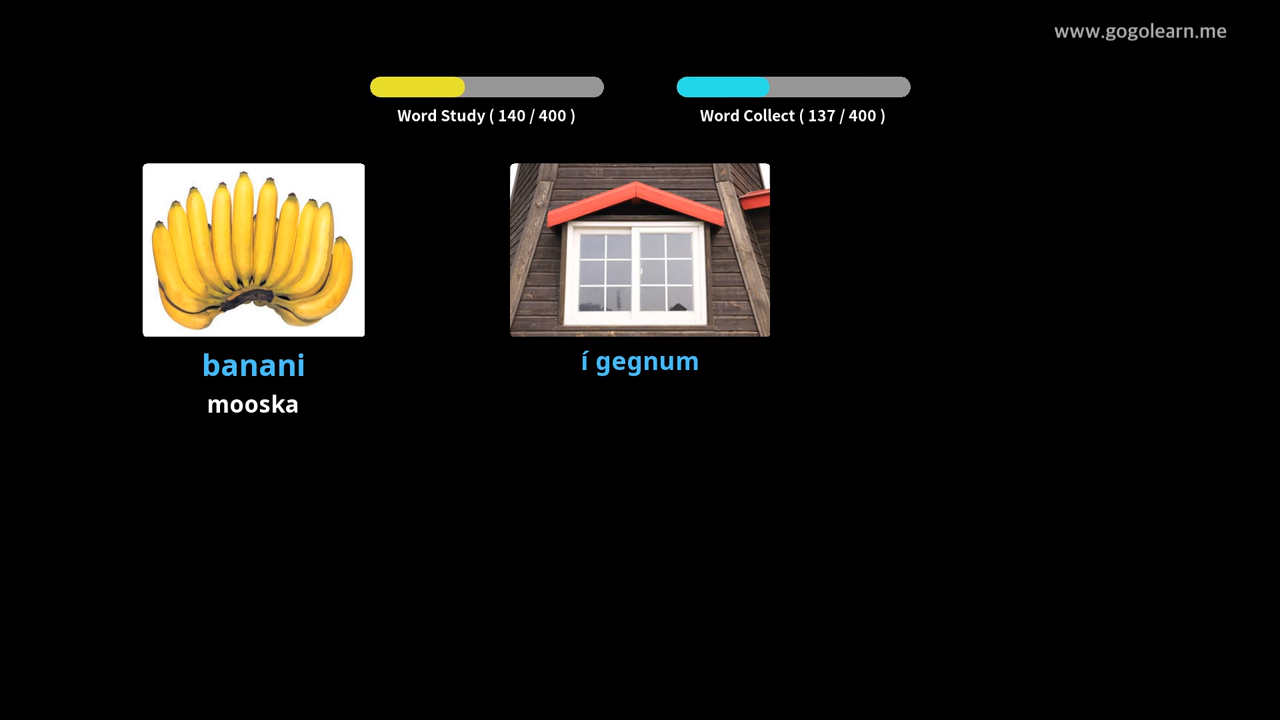 www.gogolearn.me
Word Study ( 140 / 400 )
Word Collect ( 137 / 400 )
banani
mooska
í gegnum